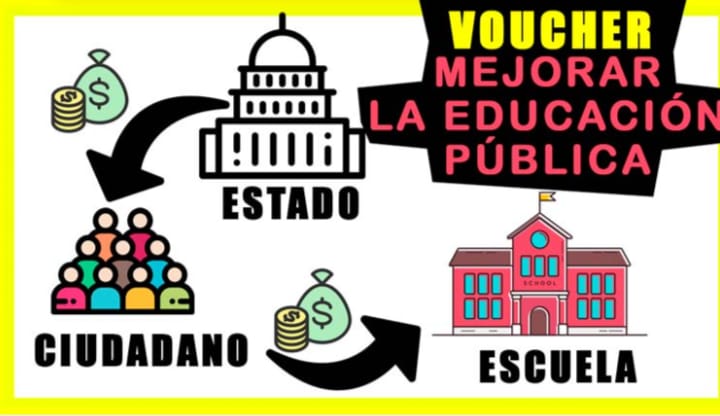 VOUCHER
MEJORAR
LA EDUCACIÓN
PÚBLICA
$
$
ESTADO
SCHOOL
CIUDADANO
$
$
ESCUELA